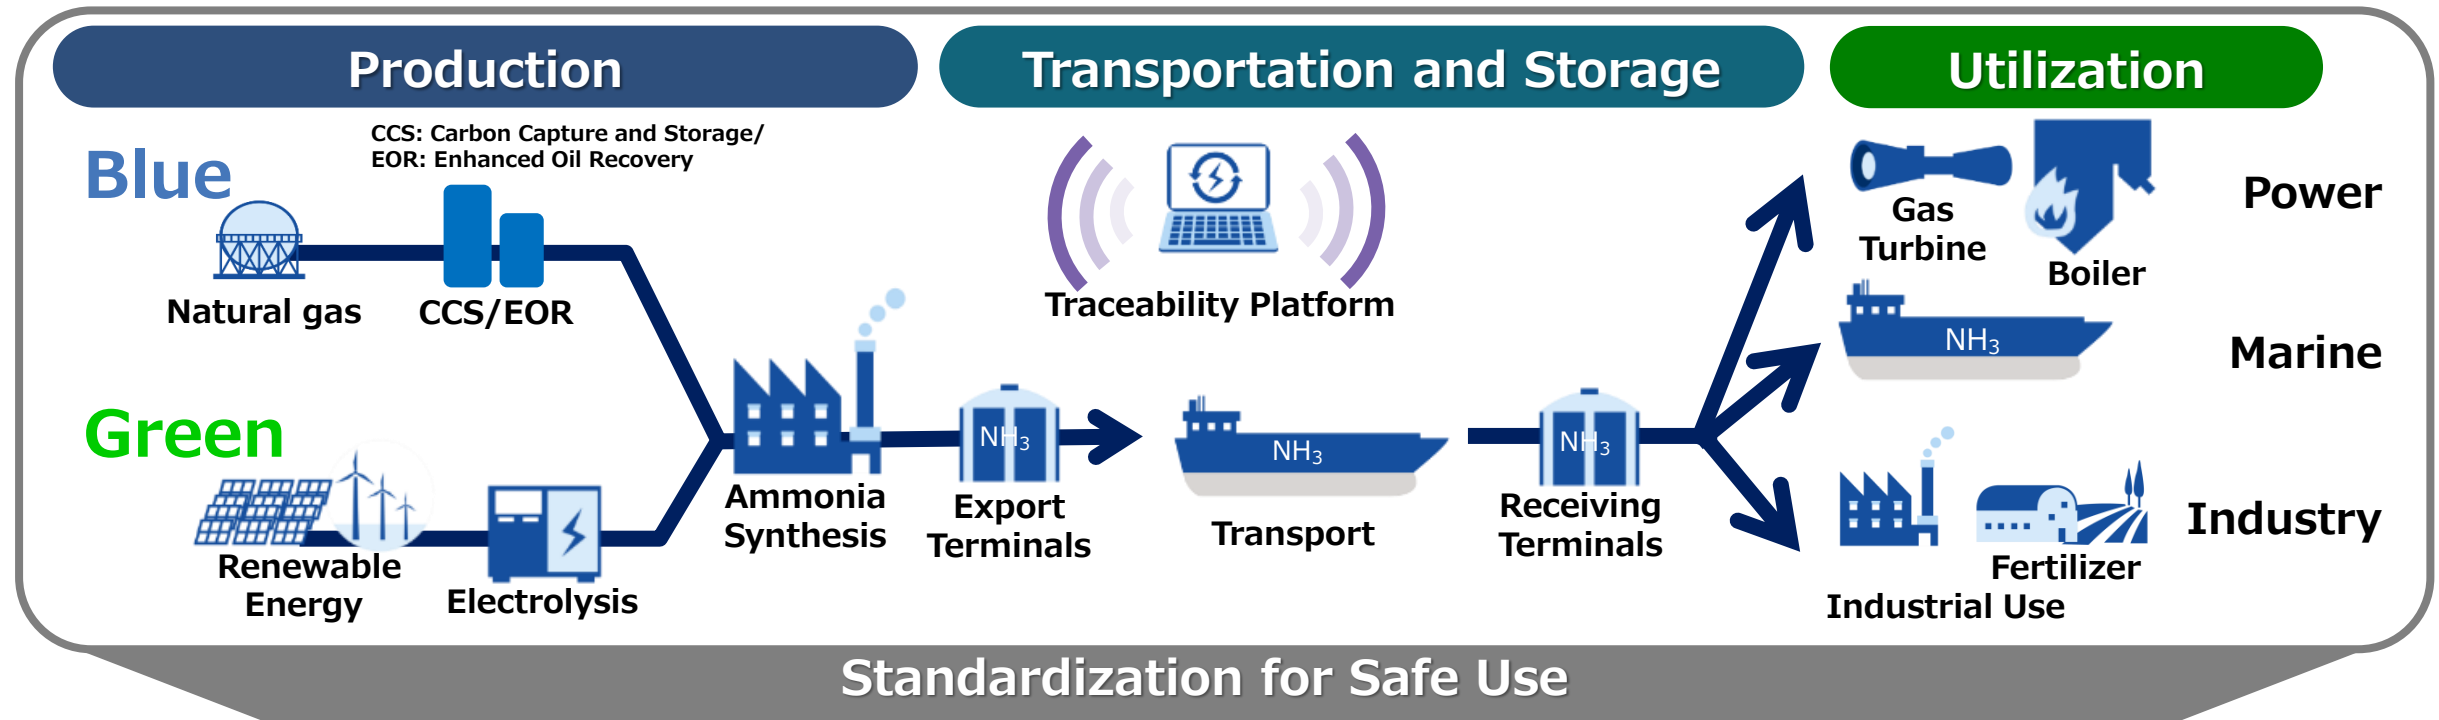 Production
Transportation and Storage
Utilization
CCS: Carbon Capture and Storage/
EOR: Enhanced Oil Recovery
Blue
Natural gas
CCS/EOR
Green
Renewable
Energy
Electrolysis
Ammonia
Synthesis
Traceability Platform
NH3
Export
Terminals
NH3
Transport
NH3
Receiving
Terminals
Gas
Turbine
Boiler
Power
NH3
Marine
Industrial Use
Fertilizer
Industry
Standardization for Safe Use